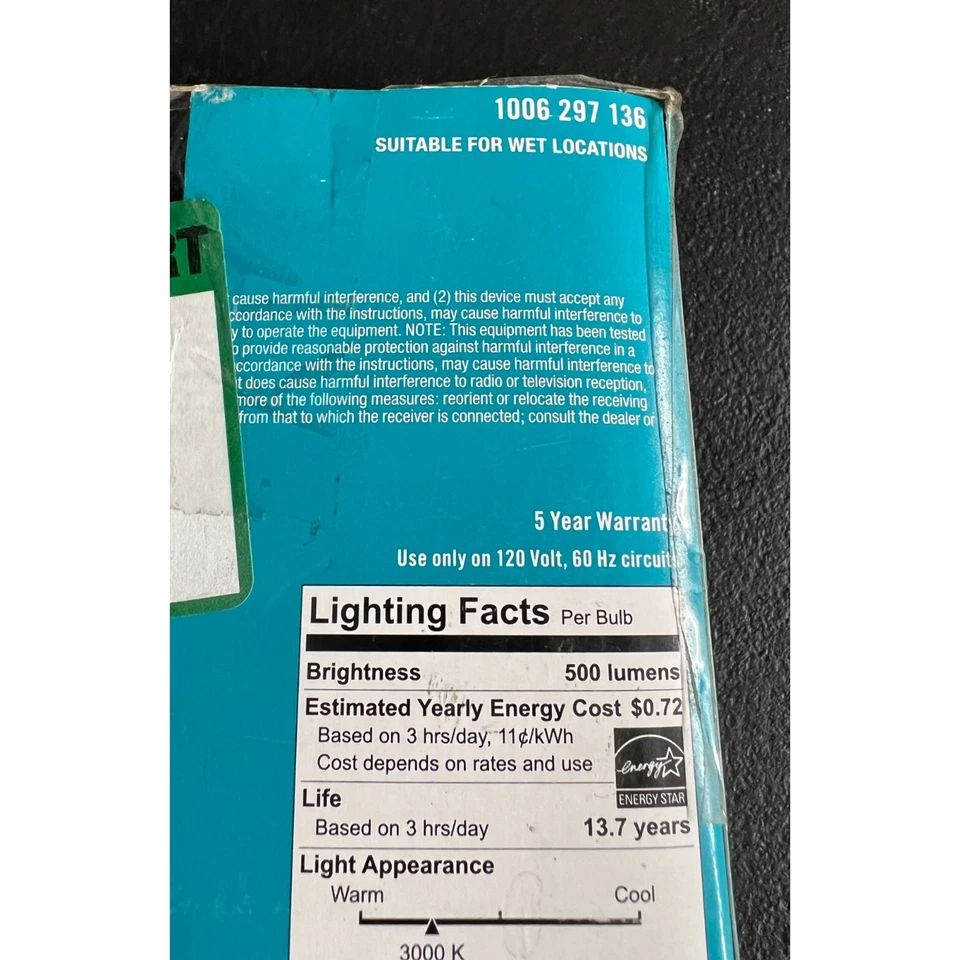 1006 297 136
SUITABLE FOR WET LOCATIONS
cause harmful interference, and (2) this device must accept any
ccordance with the instructions, may cause harmful interference to
y to operate the equipment. NOTE: This equipment has been tested
o provide reasonable protection against harmful interference in a
ccordance with the instructions, may cause harmful interference to
t does cause harmful interference to radio or television reception,
more of the following measures: reorient or relocate the receiving
from that to which the receiver is connected; consult the dealer or
5 Year Warranty
Use only on 120 Volt, 60 Hz circuit
Lighting Facts Per Bulb
Brightness 500 lumens
Estimated Yearly Energy Cost $0.72
Based on 3 hrs/day, 11¢/kWh
Cost depends on rates and use
energy
ENERGY STAR
Life
Based on 3 hrs/day 13.7 years
Light Appearance
Warm Cool
3000 K